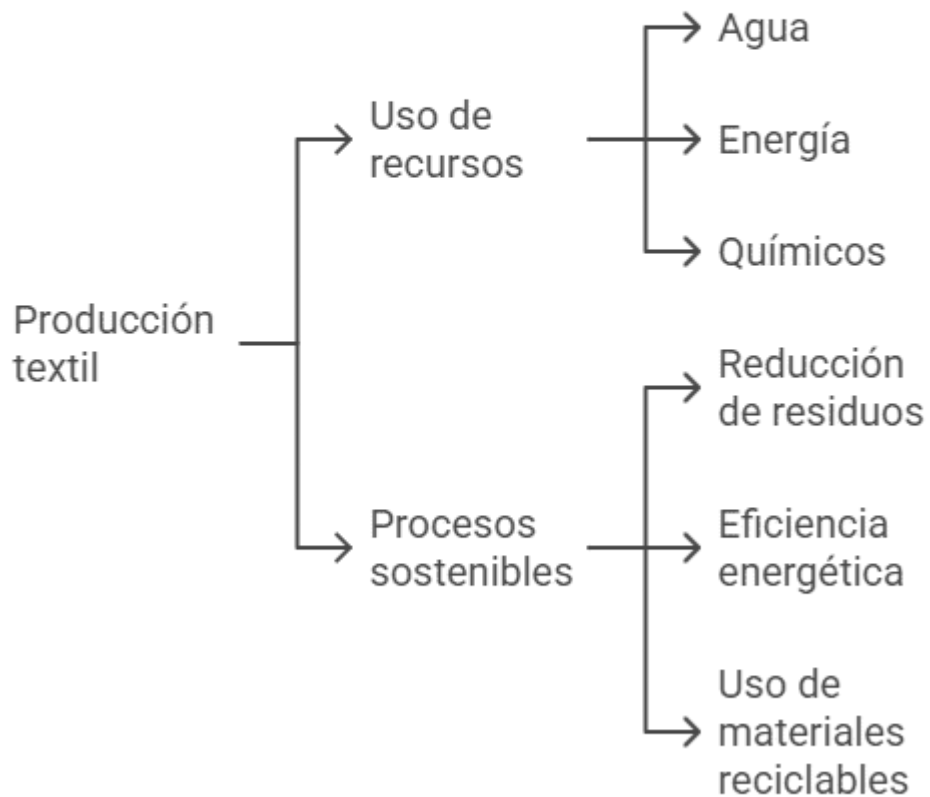 Producción
textil
Uso de
recursos
Agua
Energía
Químicos
Procesos
sostenibles
Reducción
de residuos
Eficiencia
energética
Uso de
materiales
reciclables